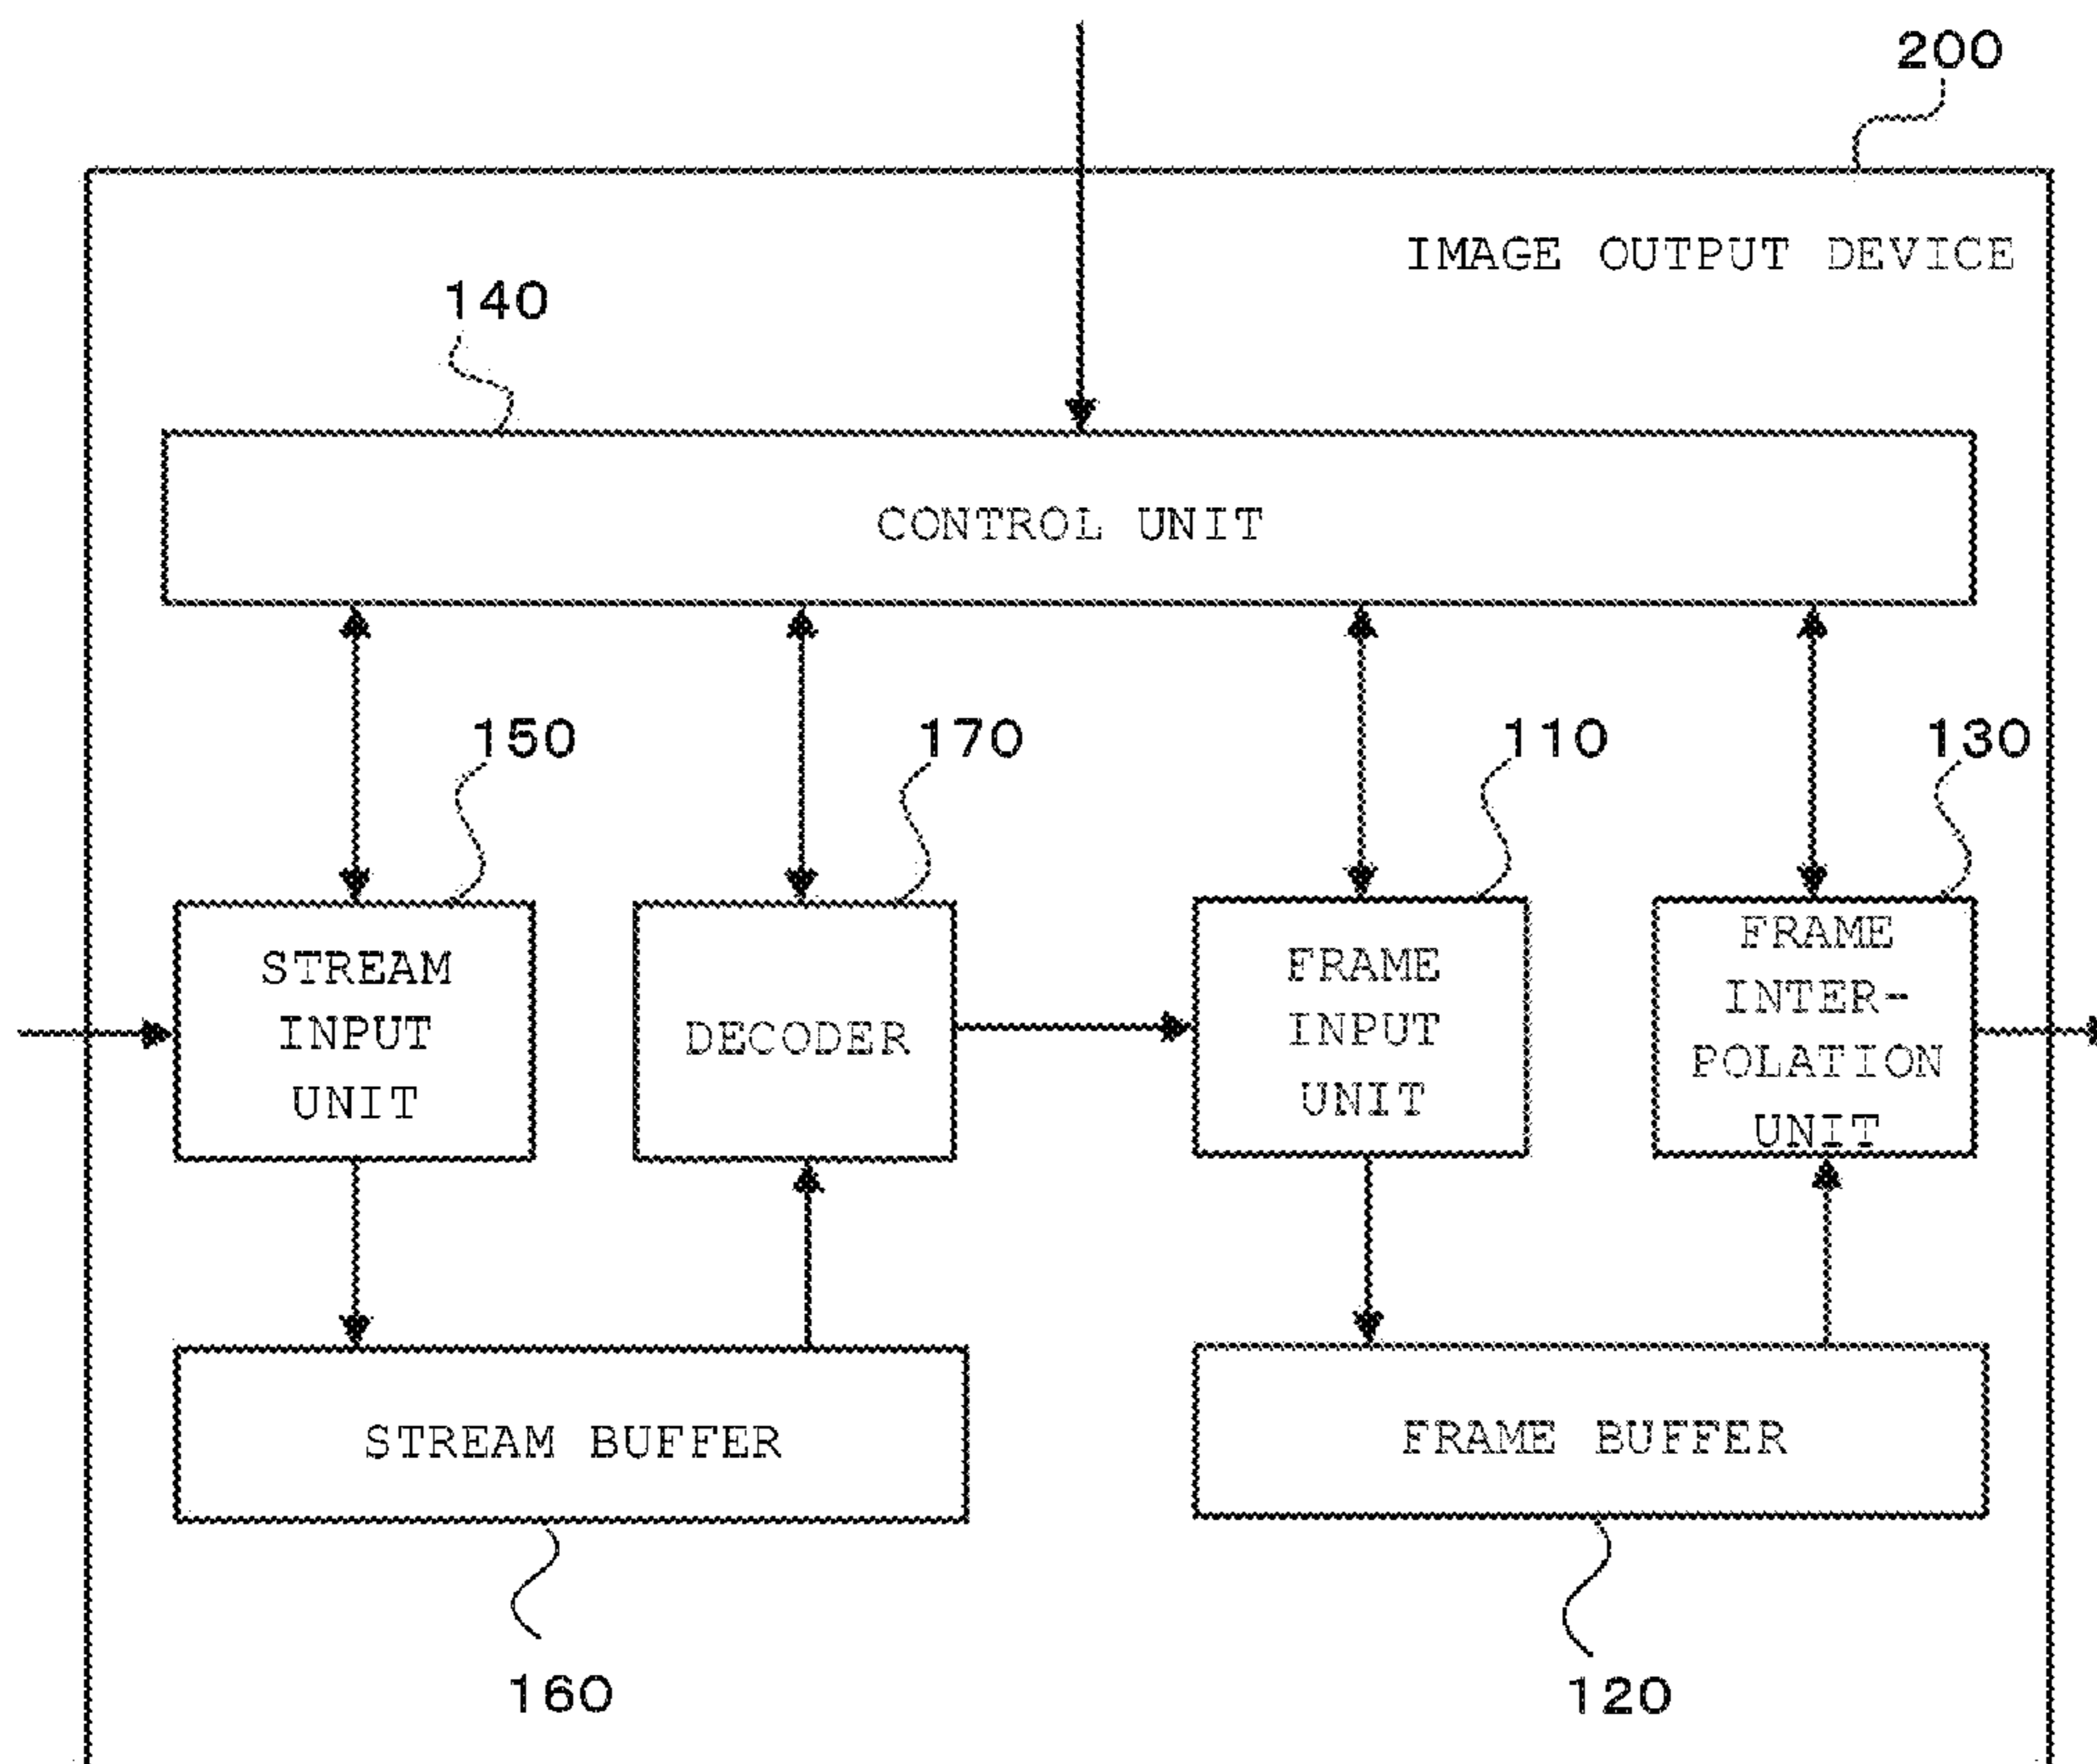 200
IMAGE OUTPUT DEVICE
140
CONTROL UNIT
150
170
110
130
STREAM
INPUT
UNIT
DECODER
FRAME
INPUT
UNIT
FRAME
INTER-
POLATION
UNIT
STREAM BUFFER
FRAME BUFFER
160
120